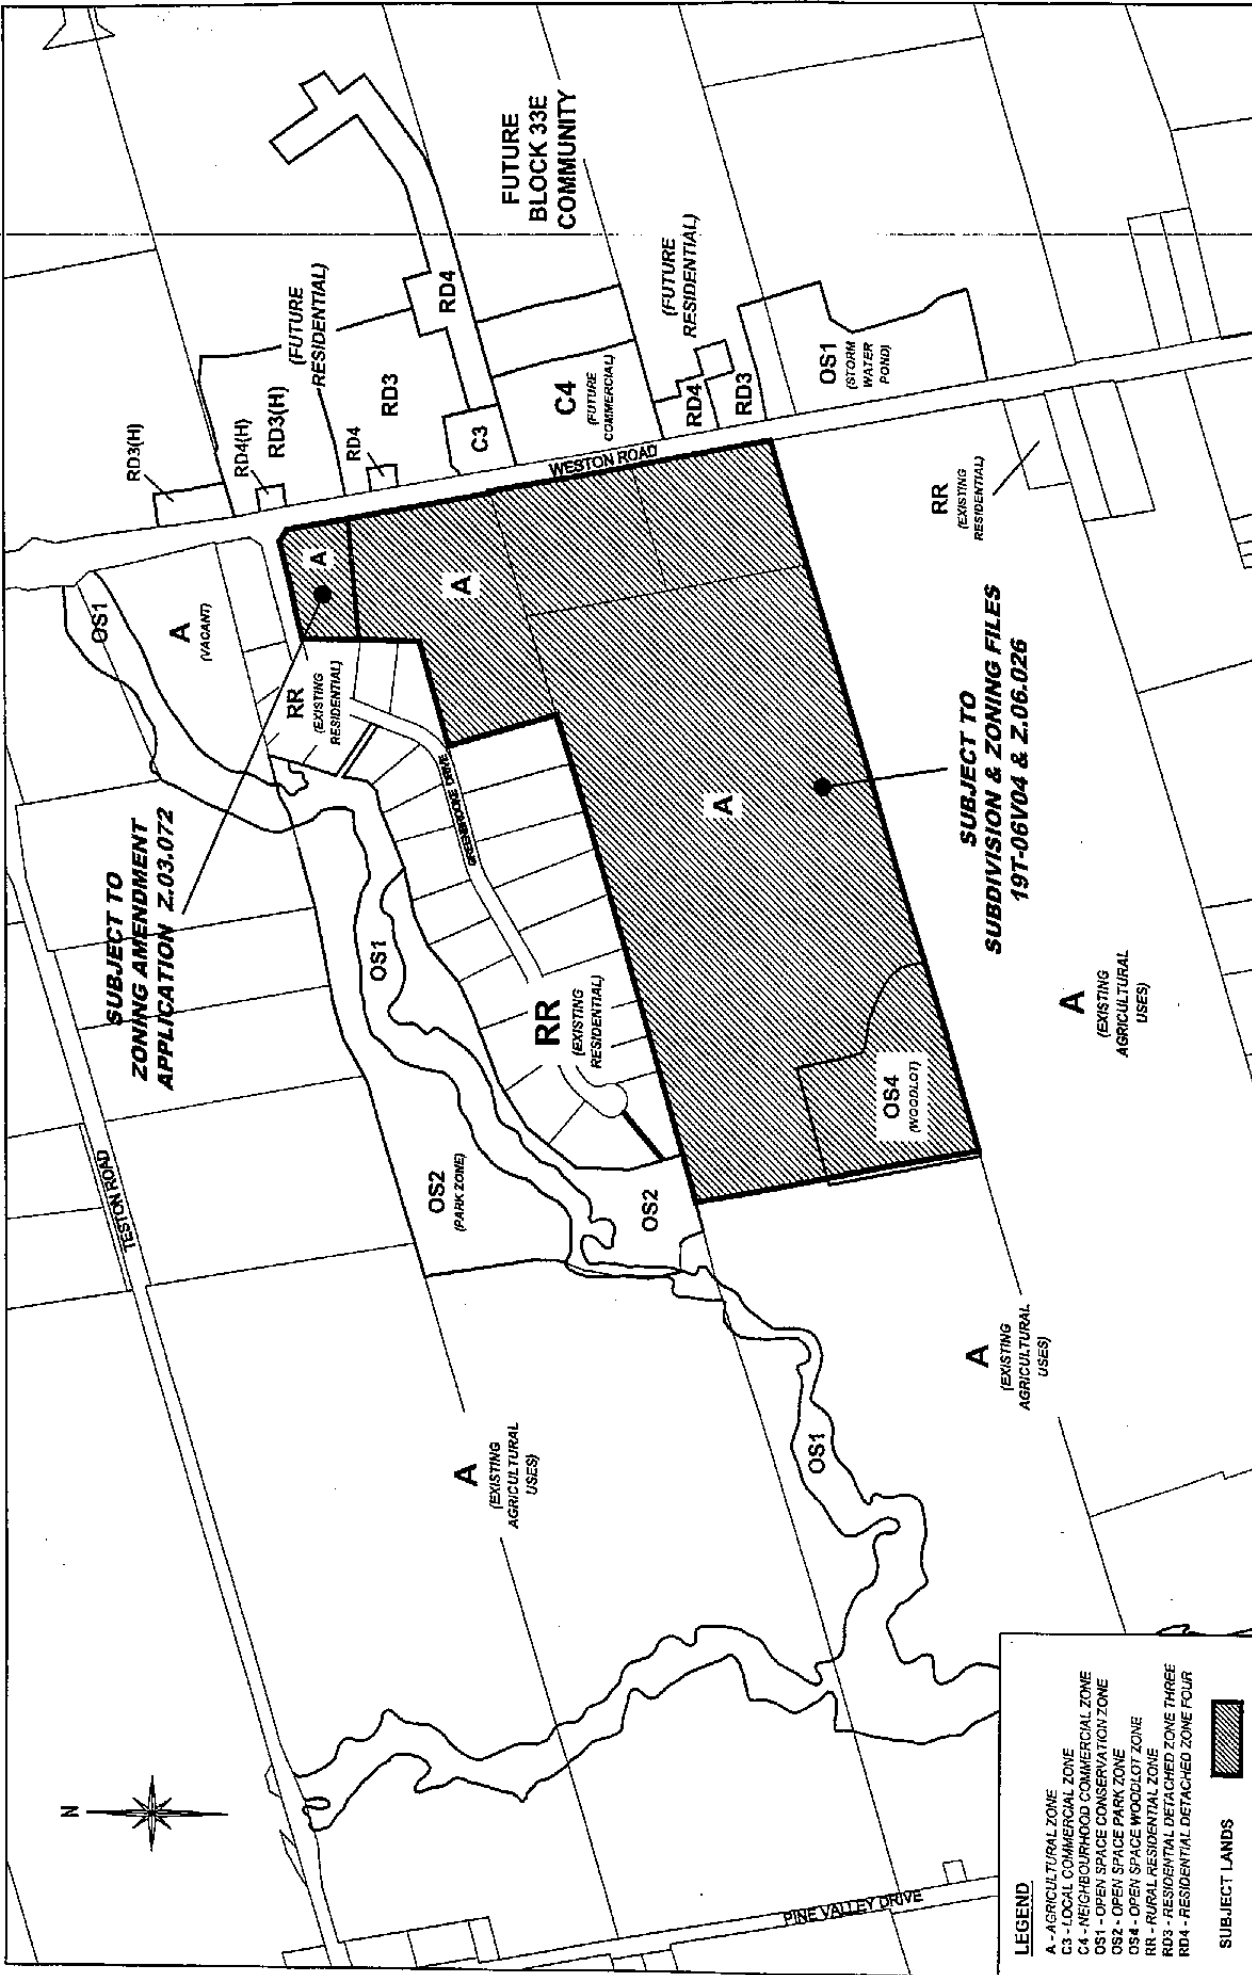 N
TESTON ROAD
PINE VALLEY DRIVE
SUBJECT TO
ZONING AMENDMENT
APPLICATION Z.03.072
OS1
A
(VACANT)
RD3(H)
RD4(H)
RD3(H)
(FUTURE
RESIDENTIAL)
RD4
RD3
RD4
C3
FUTURE
BLOCK 33E
COMMUNITY
C4
(FUTURE
COMMERCIAL)
(FUTURE
RESIDENTIAL)
RD4
RD3
OS1
(STORM
WATER
POND)
WESTON ROAD
RR
(EXISTING
RESIDENTIAL)
A
A
A
RR
(EXISTING
RESIDENTIAL)
GREENBROOKE DRIVE
OS1
RR
(EXISTING
RESIDENTIAL)
OS2
(PARK ZONE)
OS2
OS4
(WOODLOT)
SUBJECT TO
SUBDIVISION & ZONING FILES
19T-06V04 & Z.06.026
A
(EXISTING
AGRICULTURAL
USES)
A
(EXISTING
AGRICULTURAL
USES)
A
(EXISTING
AGRICULTURAL
USES)
OS1
LEGEND
A - AGRICULTURAL ZONE
C3 - LOCAL COMMERCIAL ZONE
C4 - NEIGHBOURHOOD COMMERCIAL ZONE
OS1 - OPEN SPACE CONSERVATION ZONE
OS2 - OPEN SPACE PARK ZONE
OS4 - OPEN SPACE WOODLOT ZONE
RR - RURAL RESIDENTIAL ZONE
RD3 - RESIDENTIAL DETACHED ZONE THREE
RD4 - RESIDENTIAL DETACHED ZONE FOUR
SUBJECT LANDS